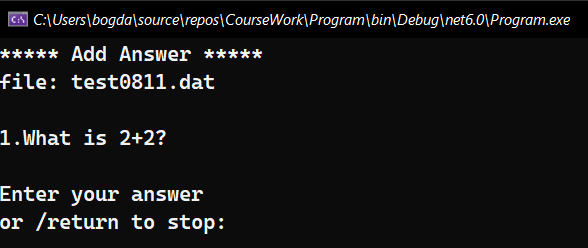 C:\Users\bogda\source\repos\CourseWork\Program\bin\Debug\net6.0\Program.exe
***** Add Answer *****
file: test0811.dat
1.What is 2+2?
Enter your answer
or /return to stop: